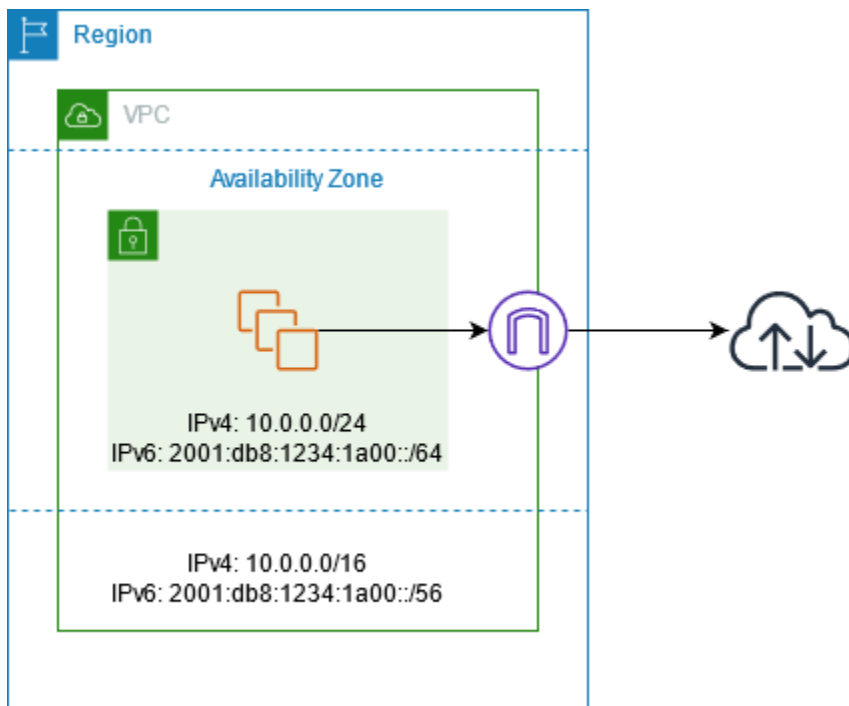 Region
VPC
Availability Zone
IPv4: 10.0.0.0/24
IPv6: 2001:db8:1234:1a00::/64
IPv4: 10.0.0.0/16
IPv6: 2001:db8:1234:1a00::/56